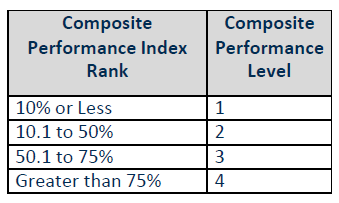 Composite Composite
Performance Index Performance
Rank Level
10% or Less 1
10.1 to 50% 2
50.1 to 75% 3
Greater than 75% 4